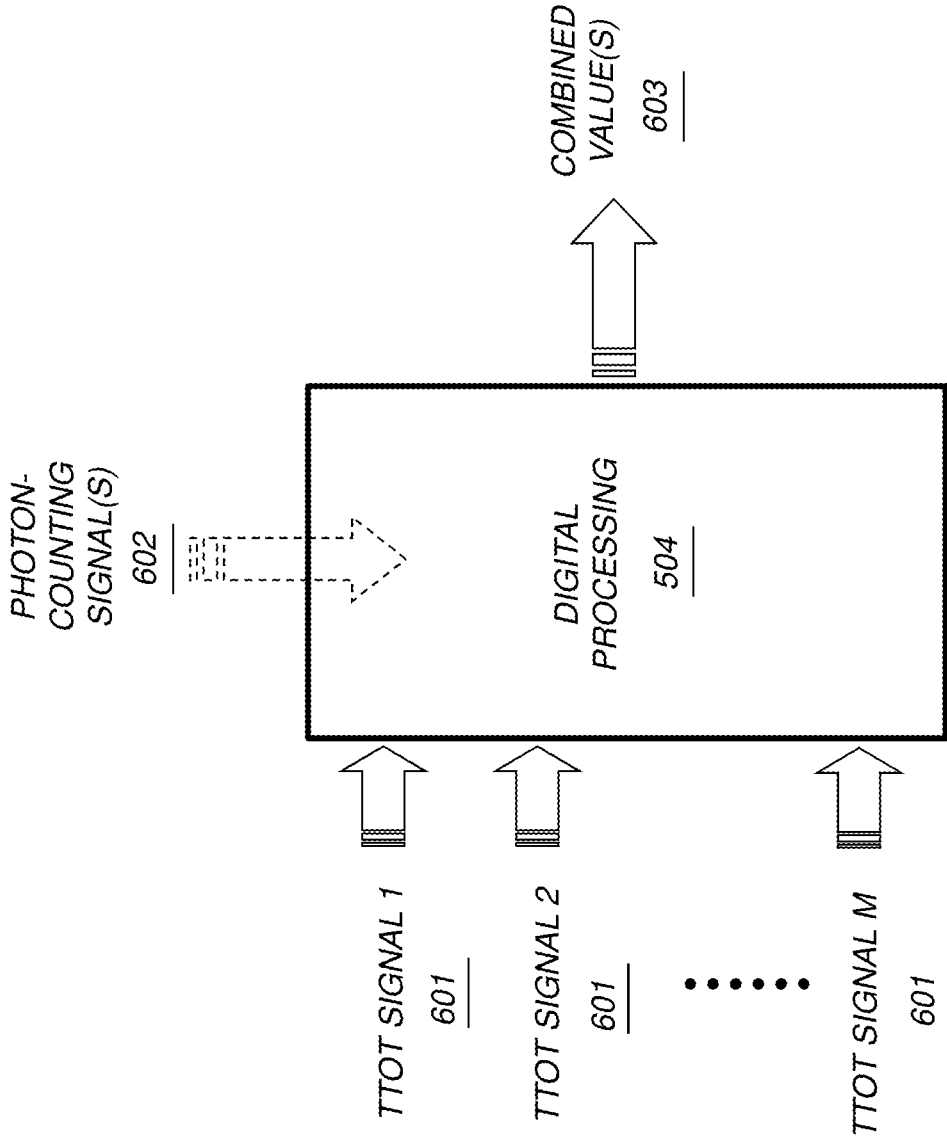 PHOTON-
COUNTING
SIGNAL(S)
602
TTOT SIGNAL 1
601
TTOT SIGNAL 2
601
TTOT SIGNAL M
601
DIGITAL
PROCESSING
504
COMBINED
VALUE(S)
603